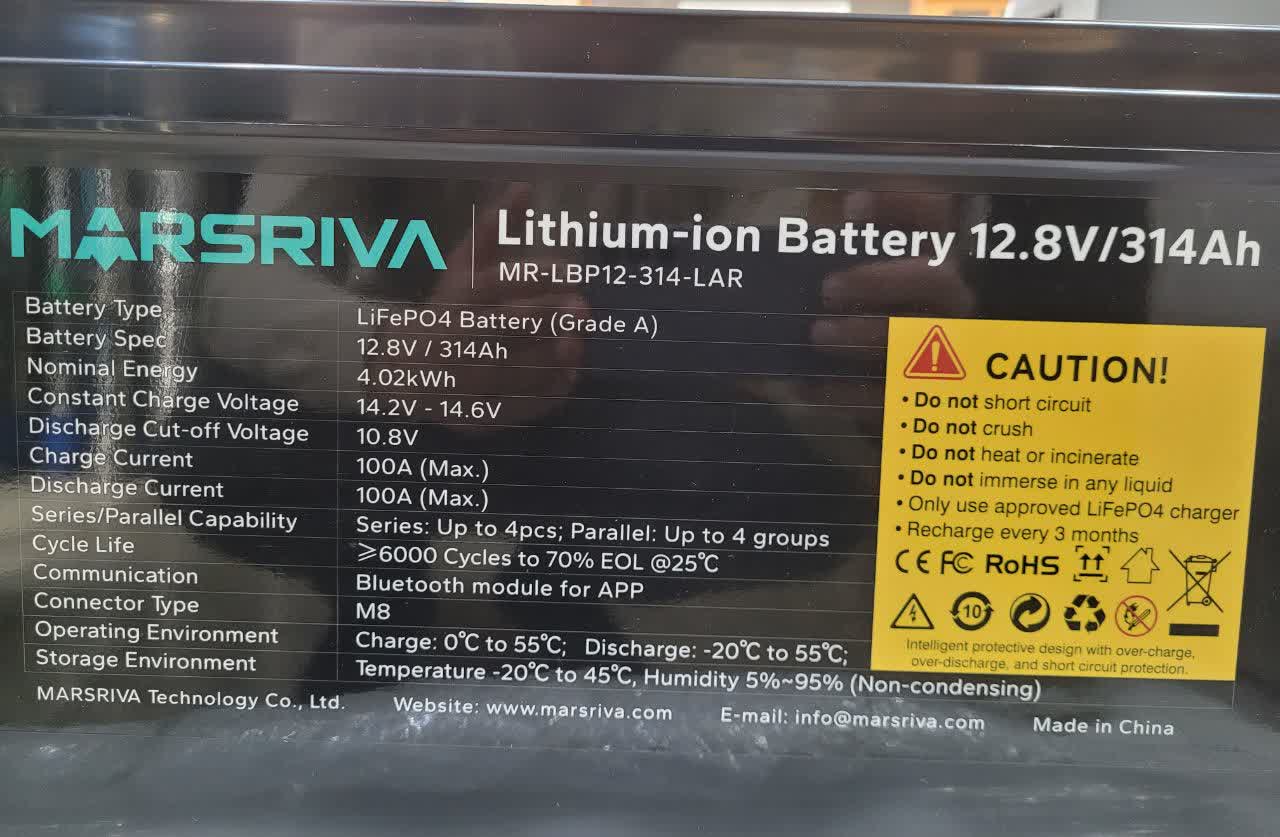 MARSRIVA
Lithium-ion Battery 12.8V/314Ah
MR-LBP12-314-LAR
Battery Type LiFePO4 Battery (Grade A)
Battery Spec 12.8V / 314Ah
Nominal Energy 4.02kWh
Constant Charge Voltage 14.2V - 14.6V
Discharge Cut-off Voltage 10.8V
Charge Current 100A (Max.)
Discharge Current 100A (Max.)
Series/Parallel Capability Series: Up to 4pcs; Parallel: Up to 4 groups
Cycle Life ≥6000 Cycles to 70% EOL @25℃
Communication Bluetooth module for APP
Connector Type M8
Operating Environment Charge: 0℃ to 55℃; Discharge: -20℃ to 55℃;
Storage Environment Temperature -20℃ to 45℃, Humidity 5%~95% (Non-condensing)
MARSRIVA Technology Co., Ltd. Website: www.marsriva.com E-mail: info@marsriva.com Made in China
CAUTION!
• Do not short circuit
• Do not crush
• Do not heat or incinerate
• Do not immerse in any liquid
• Only use approved LiFePO4 charger
• Recharge every 3 months
CE FC RoHS
10
Intelligent protective design with over-charge,
over-discharge, and short circuit protection.